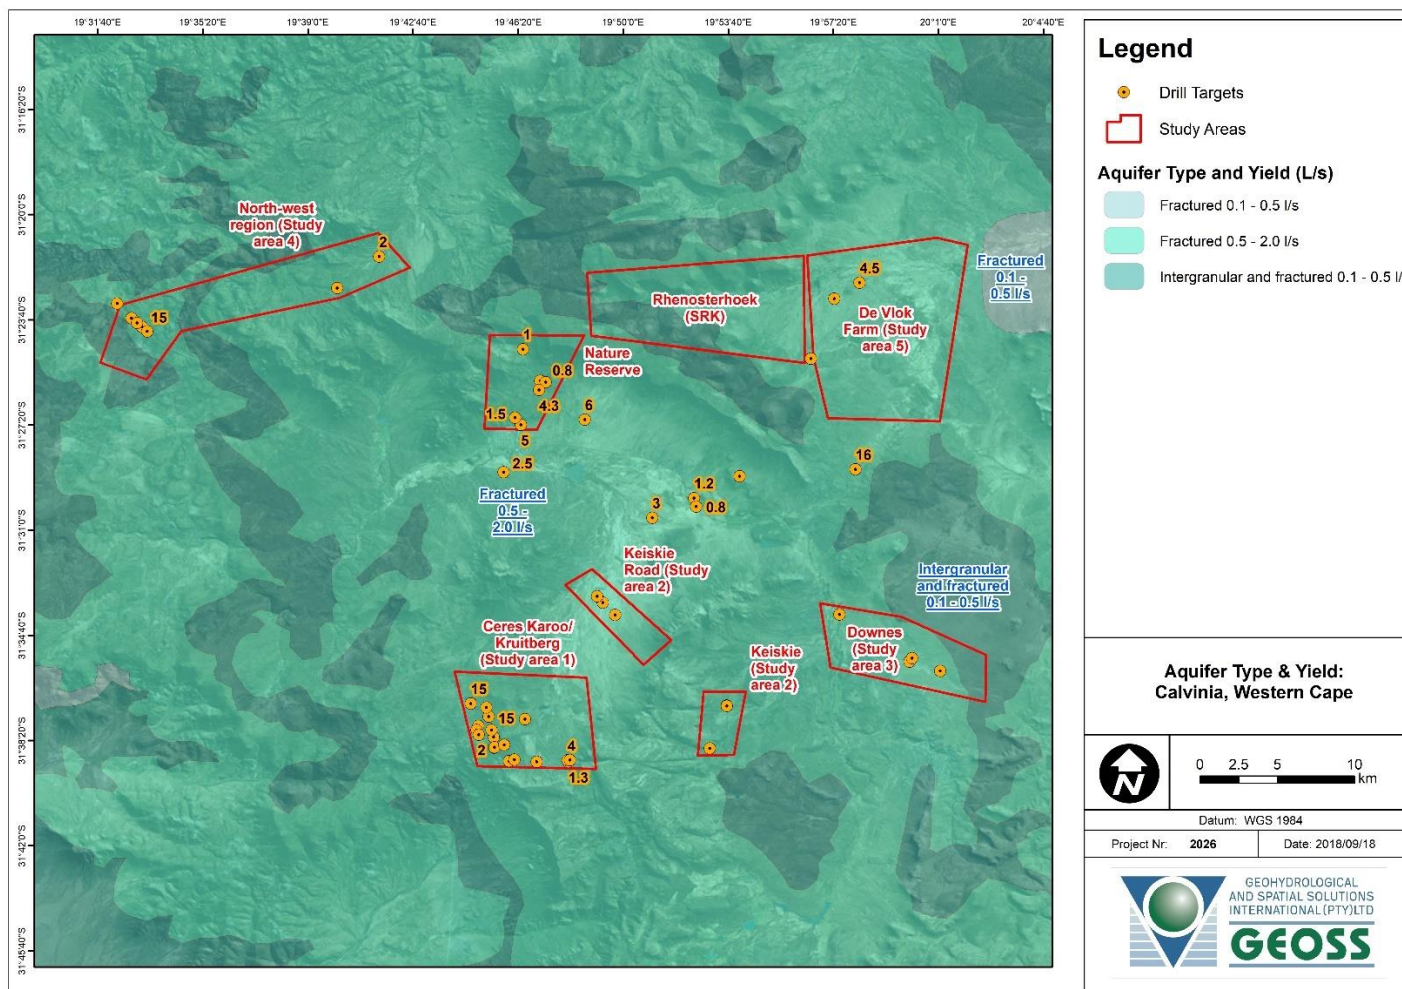 19°31'40"E
19°35'20"E
19°39'0"E
19°42'40"E
19°46'20"E
19°50'0"E
19°53'40"E
19°57'20"E
20°1'0"E
20°4'40"E
31°16'20"S
31°20'0"S
31°23'40"S
31°27'20"S
31°31'0"S
31°34'40"S
31°38'20"S
31°42'0"S
31°45'40"S
North-west
region (Study
area 4)
2
15
Rhenosterhoek
(SRK)
4.5
De Vlok
Farm (Study
area 5)
Fractured
0.1 -
0.5 l/s
1
Nature
Reserve
0.8
4.3
1.5
5
6
2.5
16
1.2
0.8
3
Fractured
0.5 -
2.0 l/s
Keiskie
Road (Study
area 2)
Intergranular
and fractured
0.1 - 0.5 l/s
Ceres Karoo/
Kruitberg
(Study area 1)
Keiskie
(Study
area 2)
Downes
(Study
area 3)
15
15
2
4
1.3
Legend
Drill Targets
Study Areas
Aquifer Type and Yield (L/s)
Fractured 0.1 - 0.5 l/s
Fractured 0.5 - 2.0 l/s
Intergranular and fractured 0.1 - 0.5 l/
Aquifer Type & Yield:
Calvinia, Western Cape
N
0 2.5 5 10
km
Datum: WGS 1984
Project Nr: 2026
Date: 2018/09/18
GEOHYDROLOGICAL
AND SPATIAL SOLUTIONS
INTERNATIONAL (PTY) LTD
GEOSS